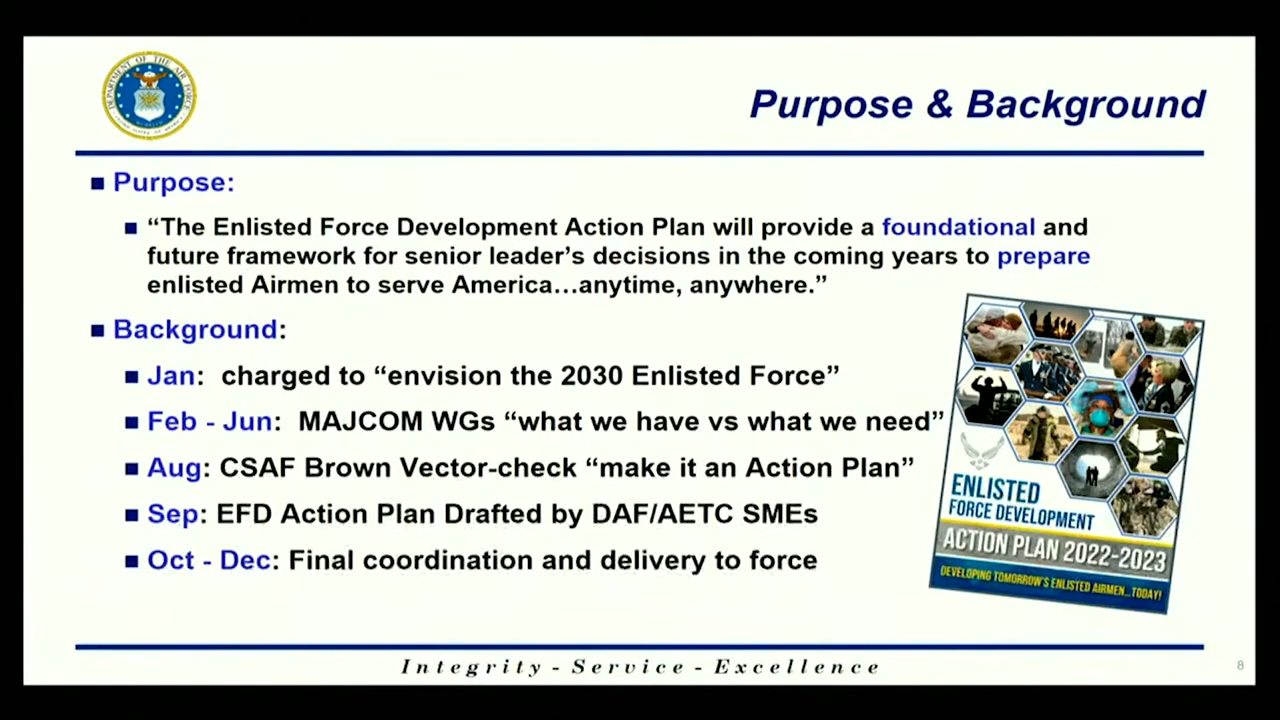 DEPARTMENT OF THE AIR FORCE
Purpose & Background
Purpose:
“The Enlisted Force Development Action Plan will provide a foundational and
future framework for senior leader’s decisions in the coming years to prepare
enlisted Airmen to serve America…anytime, anywhere.”
Background:
Jan: charged to “envision the 2030 Enlisted Force”
Feb - Jun: MAJCOM WGs “what we have vs what we need”
Aug: CSAF Brown Vector-check “make it an Action Plan”
Sep: EFD Action Plan Drafted by DAF/AETC SMEs
Oct - Dec: Final coordination and delivery to force
ENLISTED
FORCE DEVELOPMENT
ACTION PLAN 2022-2023
DEVELOPING TOMORROW'S ENLISTED AIRMEN...TODAY!
Integrity - Service - Excellence
8